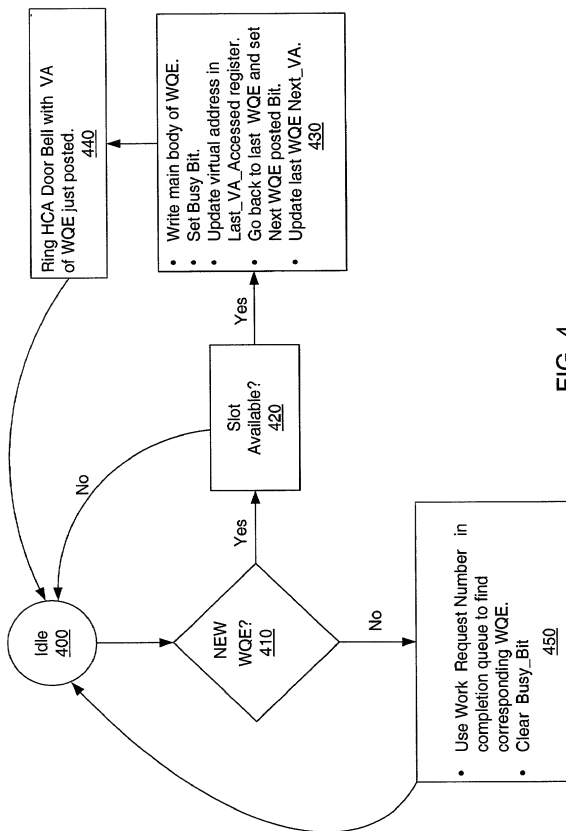 Idle
400
NEW
WQE?
410
Yes
No
Slot
Available?
420
No
Yes
• Write main body of WQE.
• Set Busy Bit.
• Update virtual address in
Last_VA_Accessed register.
• Go back to last WQE and set
Next WQE posted Bit.
• Update last WQE Next_VA.
430
Ring HCA Door Bell with VA
of WQE just posted.
440
• Use Work Request Number in
completion queue to find
corresponding WQE.
• Clear Busy_Bit
450
FIG. 4